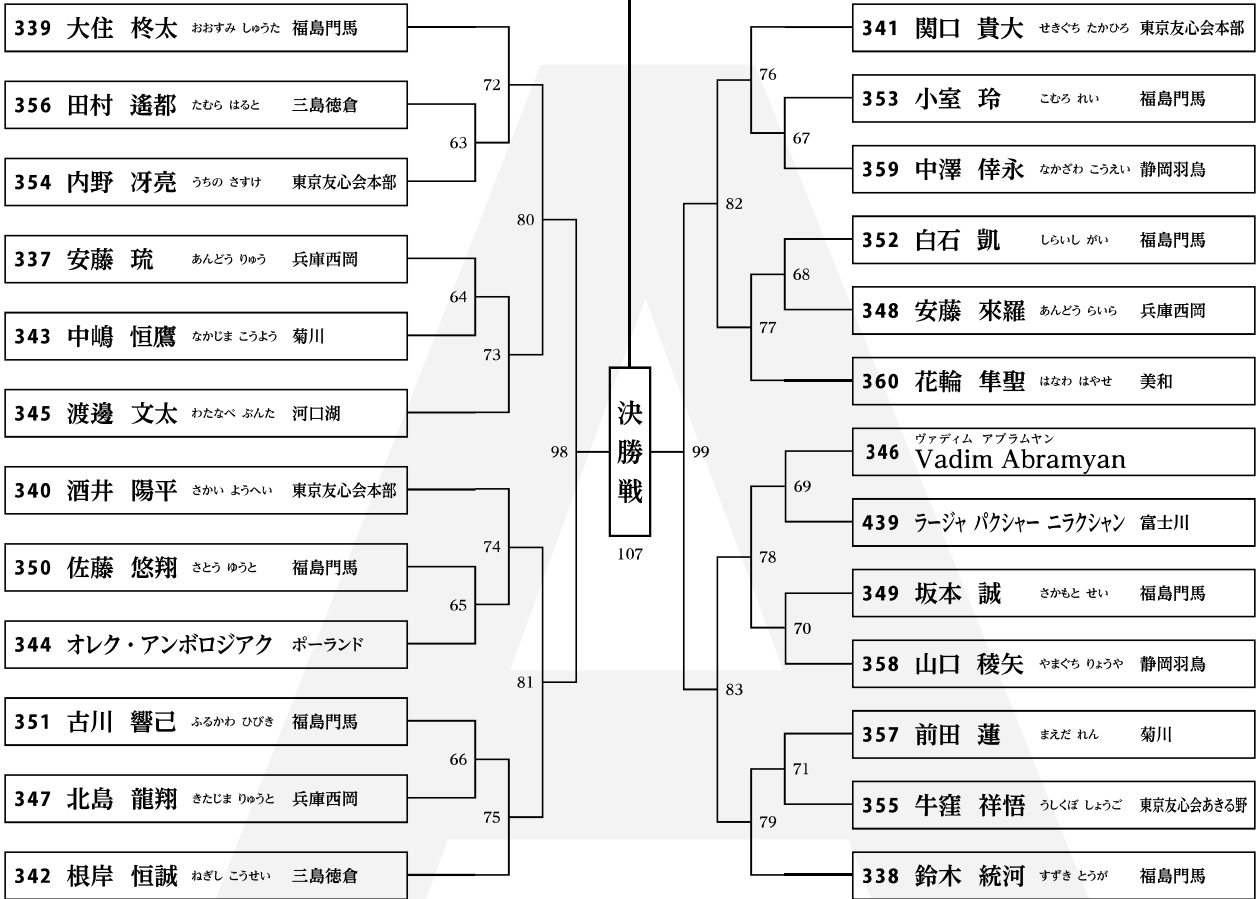 339 大住 柊太 おおすみ しゅうた 福島門馬
356 田村 遙都 たむら はると 三島徳倉
354 内野 冴亮 うちの さすけ 東京友心会本部
337 安藤 琉 あんどう りゅう 兵庫西岡
343 中嶋 恒鷹 なかじま こうよう 菊川
345 渡邊 文太 わたなべ ぶんた 河口湖
340 酒井 陽平 さかい ようへい 東京友心会本部
350 佐藤 悠翔 さとう ゆうと 福島門馬
344 オレク・アンボロジアク ポーランド
351 古川 響己 ふるかわ ひびき 福島門馬
347 北島 龍翔 きたじま りゅうと 兵庫西岡
342 根岸 恒誠 ねぎし こうせい 三島徳倉
72
63
80
64
73
98
74
65
81
66
75
決勝戦
107
99
76
67
82
68
77
69
78
70
83
71
79
341 関口 貴大 せきぐち たかひろ 東京友心会本部
353 小室 玲 こむろ れい 福島門馬
359 中澤 倖永 なかざわ こうえい 静岡羽鳥
352 白石 凱 しらいし がい 福島門馬
348 安藤 來羅 あんどう らいら 兵庫西岡
360 花輪 隼聖 はなわ はやせ 美和
ヴァディム アブラムヤン
346 Vadim Abramyan
439 ラージャ パクシャー ニラクシャン 富士川
349 坂本 誠 さかもと せい 福島門馬
358 山口 稜矢 やまぐち りょうや 静岡羽鳥
357 前田 蓮 まえだ れん 菊川
355 牛窪 祥悟 うしくぼ しょうご 東京友心会あきる野
338 鈴木 統河 すずき とうが 福島門馬